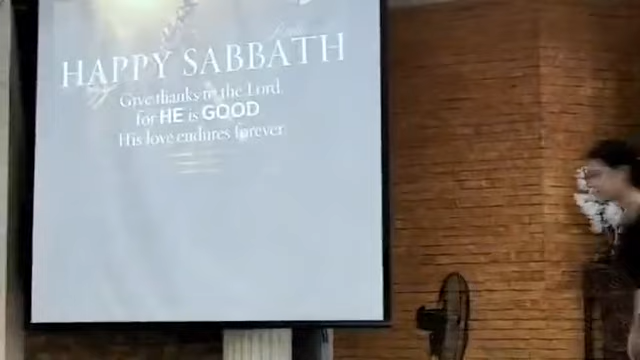 HAPPY SABBATH
Give thanks to the Lord.
for HE is GOOD
His love endures forever